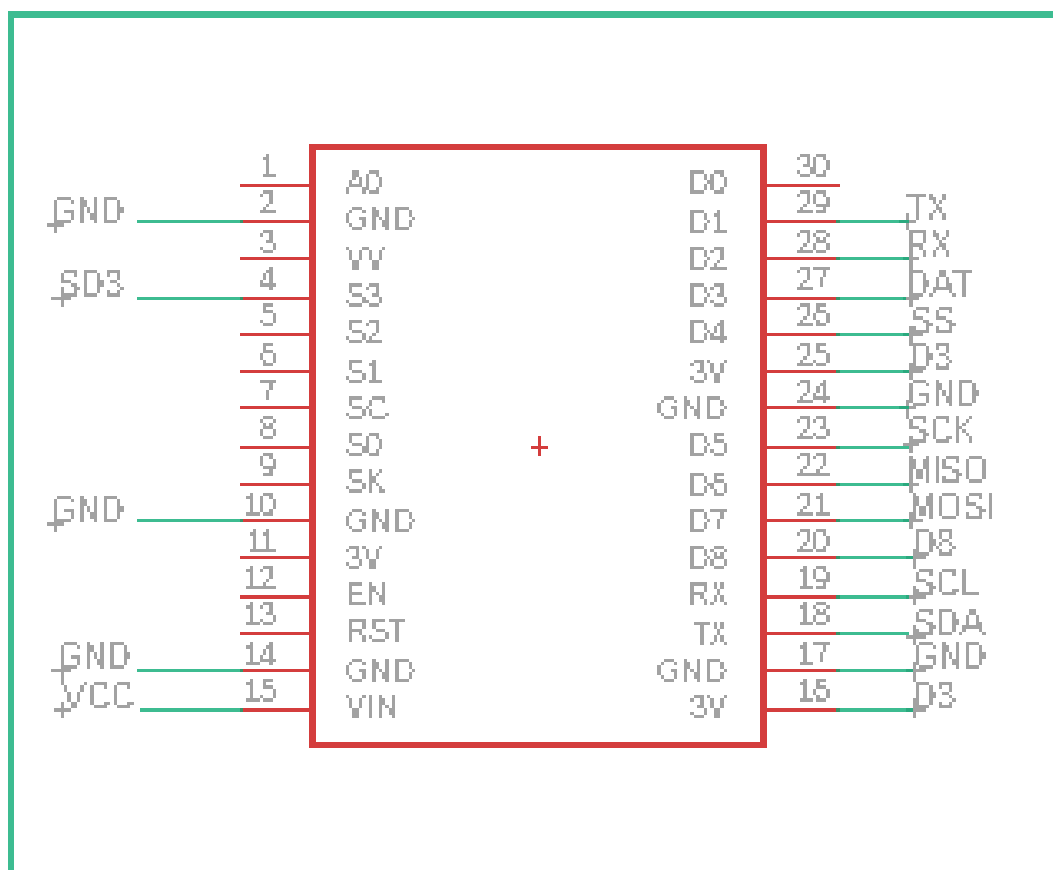 1 A0 D0 30
GND 2 GND D1 29 TX
3 VV D2 28 RX
SD3 4 S3 D3 27 DAT
5 S2 D4 26 SS
6 S1 3V 25 D3
7 SC GND 24 GND
8 S0 D5 23 SCK
9 SK D6 22 MISO
GND 10 GND D7 21 MOSI
11 3V D8 20 D8
12 EN RX 19 SCL
13 RST TX 18 SDA
GND 14 GND GND 17 GND
VCC 15 VIN 3V 16 D3